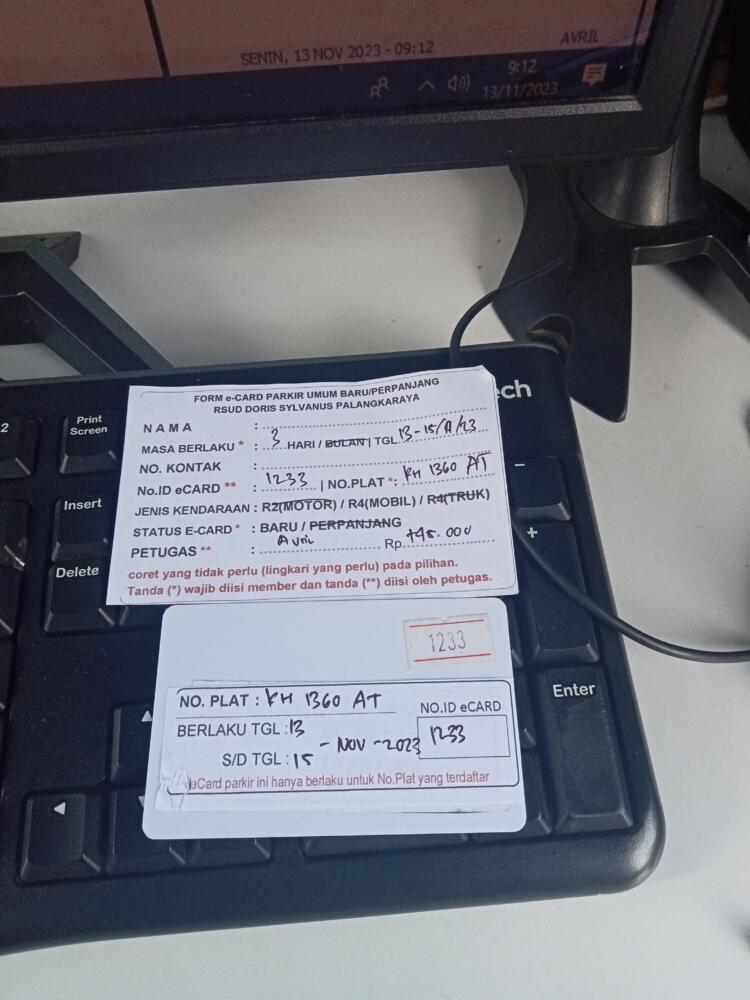 SENIN, 13 NOV 2023 - 09:12
AVRIL
9:12
13/11/2023
ech
2
Print Screen
Insert
Delete
Enter
-
+
FORM e-CARD PARKIR UMUM BARU/PERPANJANG
RSUD DORIS SYLVANUS PALANGKARAYA
NAMA :
MASA BERLAKU * : 3 HARI / BULAN | TGL 13-15/11/23
NO. KONTAK :
No.ID eCARD ** : 1233 | NO.PLAT *: KH 1360 AT
JENIS KENDARAAN : R2(MOTOR) / R4(MOBIL) / R4(TRUK)
STATUS E-CARD * : BARU / PERPANJANG
PETUGAS ** : Avril Rp.
coret yang tidak perlu (lingkari yang perlu) pada pilihan.
Tanda (*) wajib diisi member dan tanda (**) diisi oleh petugas.
1233
NO. PLAT : KH 1360 AT
NO.ID eCARD
1233
BERLAKU TGL : 13
- NOV - 2023
S/D TGL : 15
eCard parkir ini hanya berlaku untuk No.Plat yang terdaftar